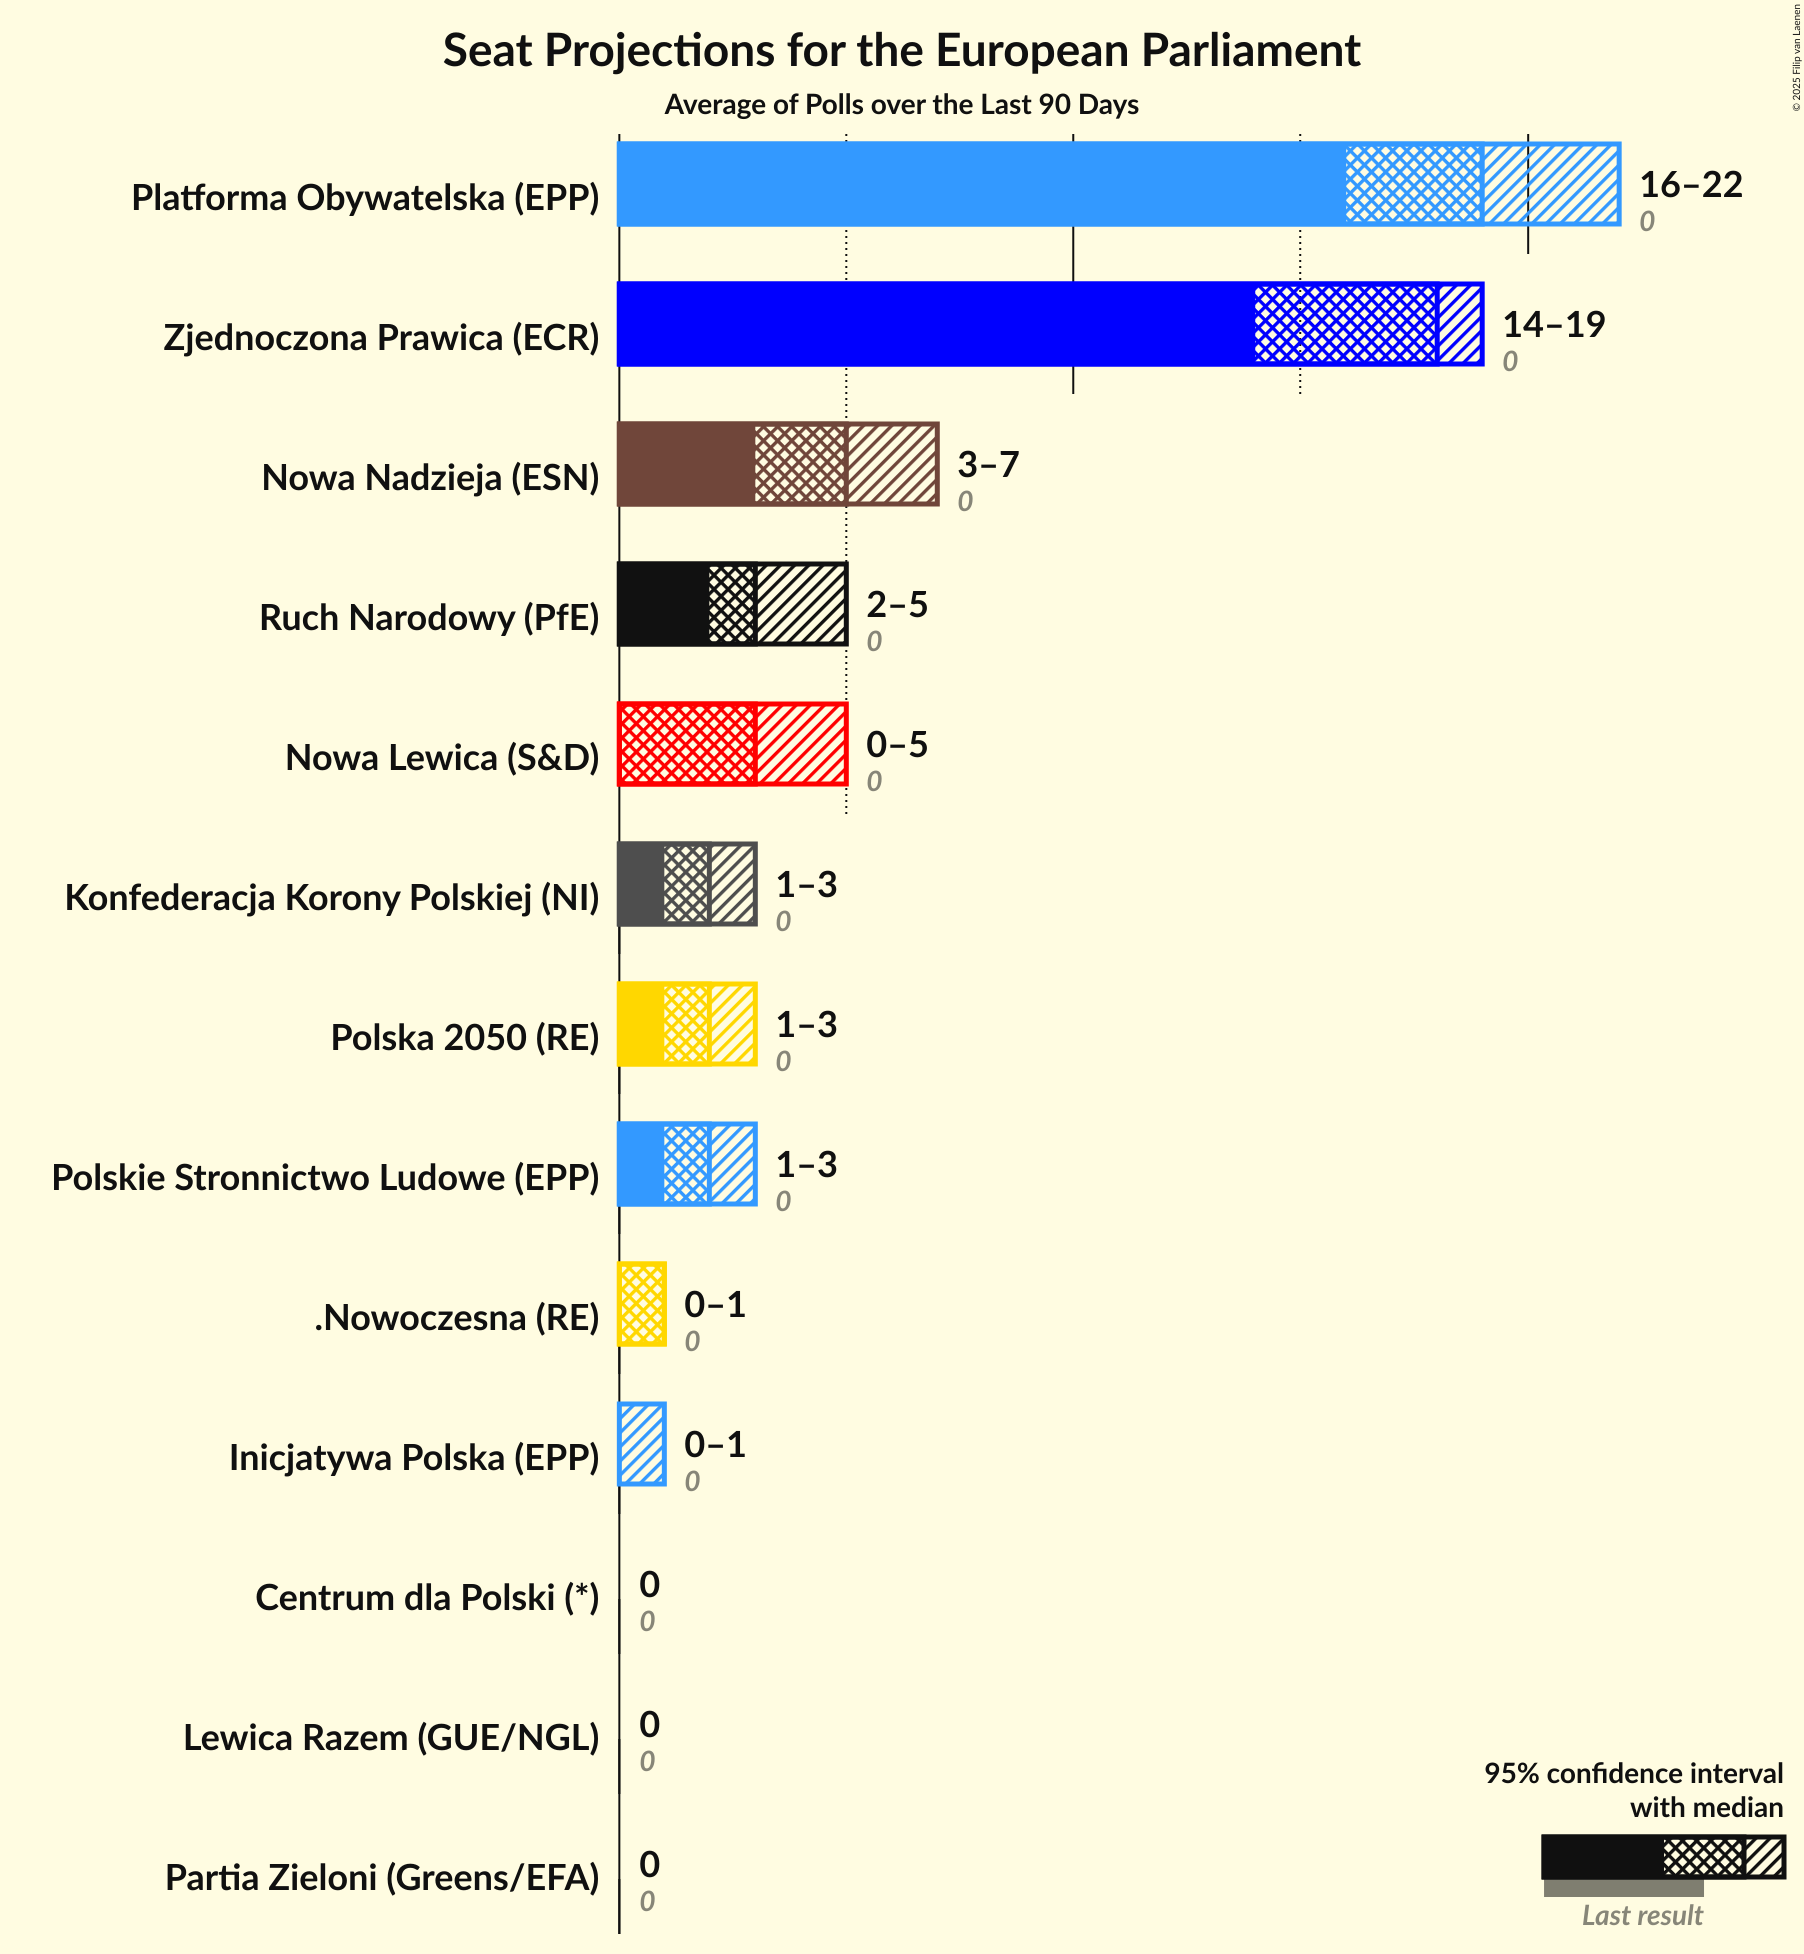 Seat Projections for the European Parliament
Average of Polls over the Last 90 Days
© 2025 Filip van Laenen
Platforma Obywatelska (EPP)
16–22
0
Zjednoczona Prawica (ECR)
14–19
0
Nowa Nadzieja (ESN)
3–7
0
Ruch Narodowy (PfE)
2–5
0
Nowa Lewica (S&D)
0–5
0
Konfederacja Korony Polskiej (NI)
1–3
0
Polska 2050 (RE)
1–3
0
Polskie Stronnictwo Ludowe (EPP)
1–3
0
.Nowoczesna (RE)
0–1
0
Inicjatywa Polska (EPP)
0–1
0
Centrum dla Polski (*)
0
0
Lewica Razem (GUE/NGL)
0
0
Partia Zieloni (Greens/EFA)
0
0
95% confidence interval
with median
Last result